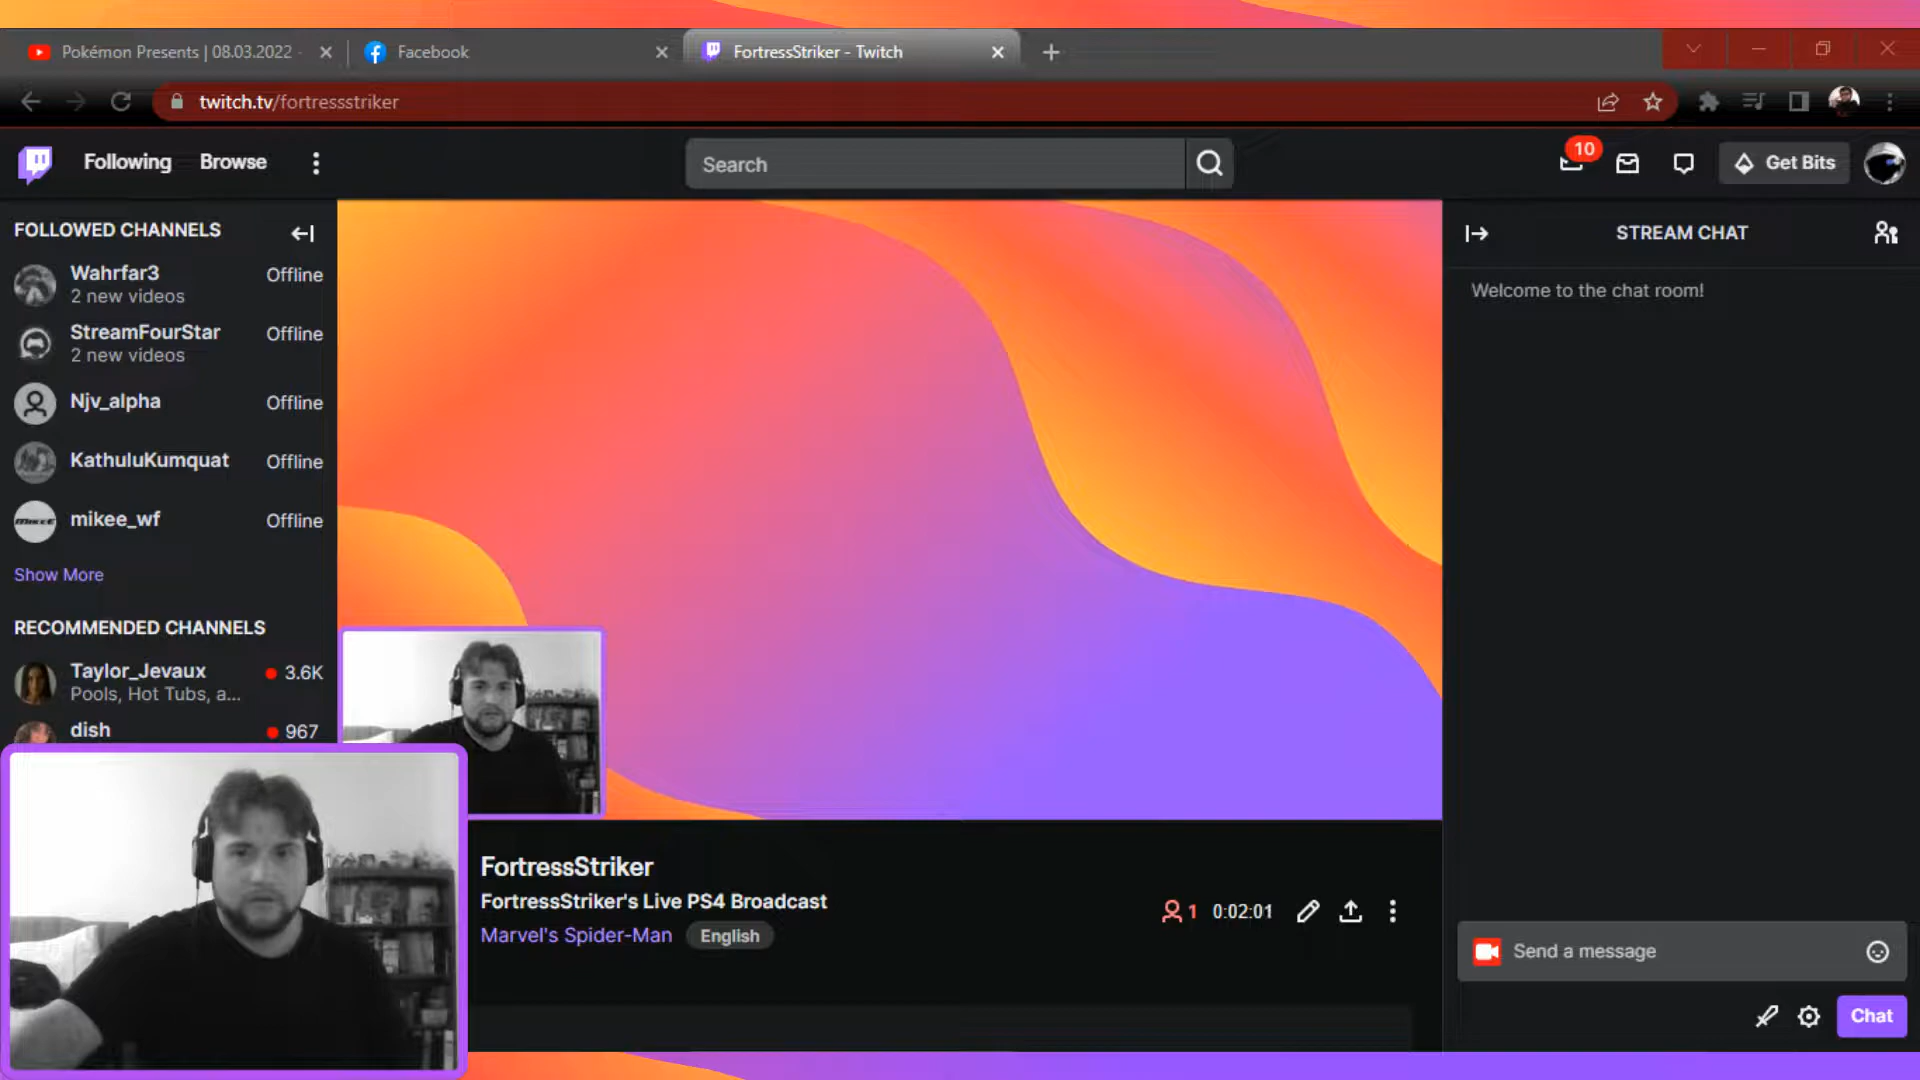 Pokémon Presents | 08.03.2022 -
Facebook
FortressStriker - Twitch
twitch.tv/fortressstriker
Following
Browse
Search
10
Get Bits
FOLLOWED CHANNELS
Wahrfar3
Offline
2 new videos
StreamFourStar
Offline
2 new videos
Njv_alpha
Offline
KathuluKumquat
Offline
mikee_wf
Offline
Show More
RECOMMENDED CHANNELS
Taylor_Jevaux
3.6K
Pools, Hot Tubs, a...
dish
967
FortressStriker
FortressStriker's Live PS4 Broadcast
Marvel's Spider-Man
English
1
0:02:01
STREAM CHAT
Welcome to the chat room!
Send a message
Chat